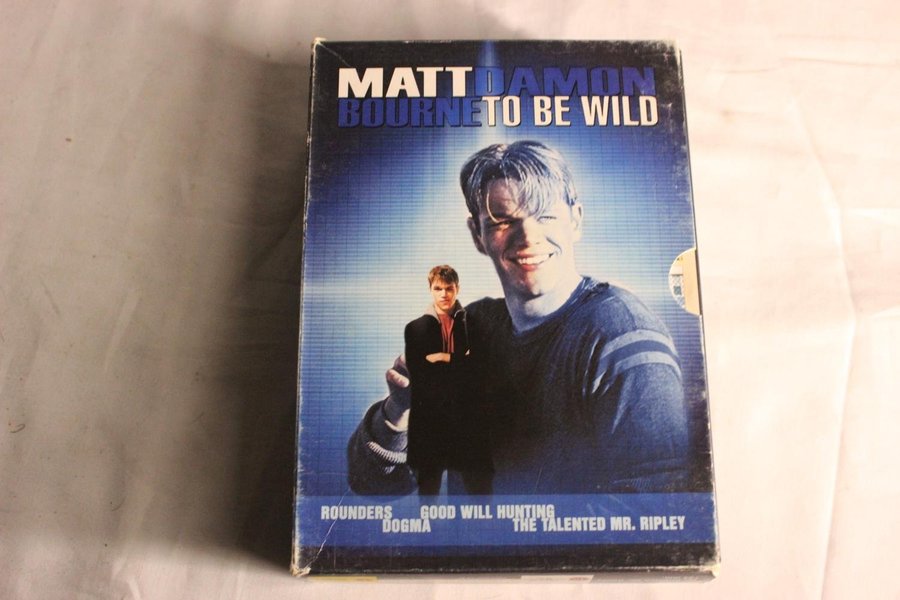 MATT DAMON
BOURNE TO BE WILD
ROUNDERS GOOD WILL HUNTING
DOGMA THE TALENTED MR. RIPLEY